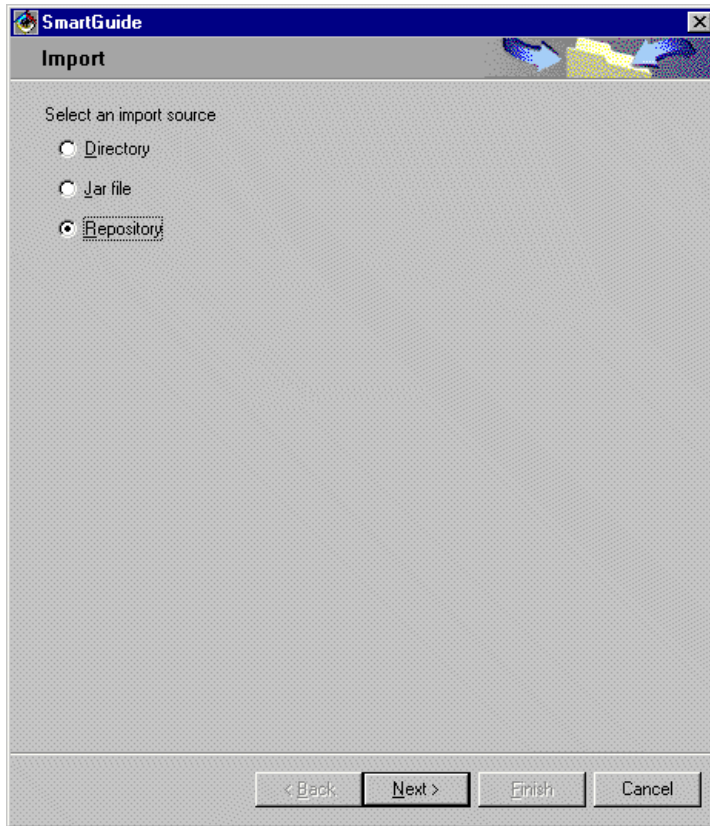 SmartGuide
Import
Select an import source
Directory
Jar file
Repository
< Back Next > Finish Cancel